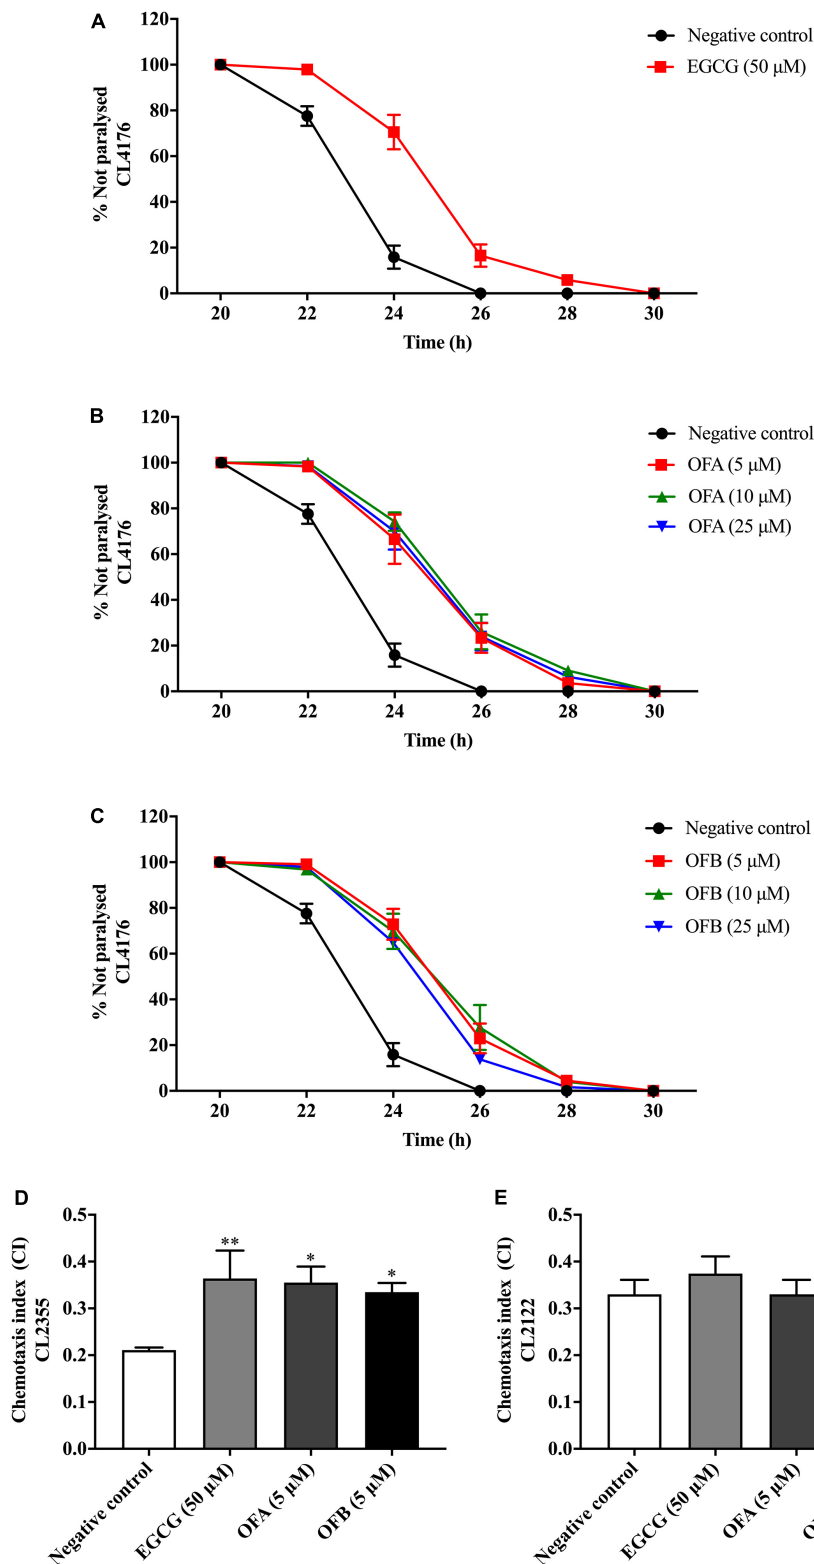 A
120
100
80
60
40
20
0
% Not paralysed
CL4176
20 22 24 26 28 30
Time (h)
Negative control
EGCG (50 μM)
B
120
100
80
60
40
20
0
% Not paralysed
CL4176
20 22 24 26 28 30
Time (h)
Negative control
OFA (5 μM)
OFA (10 μM)
OFA (25 μM)
C
120
100
80
60
40
20
0
% Not paralysed
CL4176
20 22 24 26 28 30
Time (h)
Negative control
OFB (5 μM)
OFB (10 μM)
OFB (25 μM)
D
0.5
0.4
0.3
0.2
0.1
0.0
Chemotaxis index (CI)
CL2355
**
*
*
Negative control
EGCG (50 μM)
OFA (5 μM)
OFB (5 μM)
E
0.5
0.4
0.3
0.2
0.1
0.0
Chemotaxis index (CI)
CL2122
Negative control
EGCG (50 μM)
OFA (5 μM)